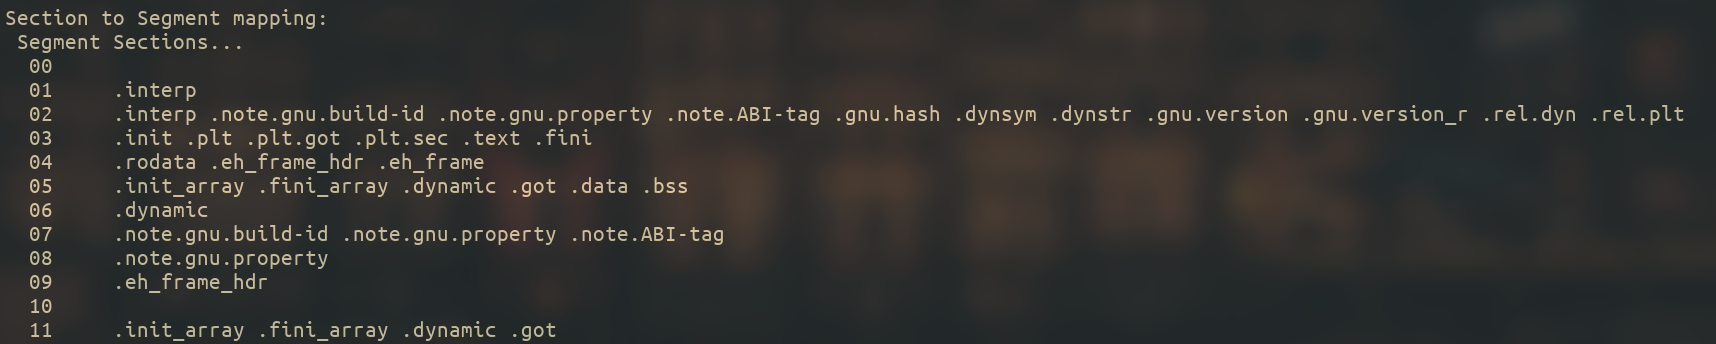 Section to Segment mapping:
Segment Sections...
00
01 .interp
02 .interp .note.gnu.build-id .note.gnu.property .note.ABI-tag .gnu.hash .dynsym .dynstr .gnu.version .gnu.version_r .rel.dyn .rel.plt
03 .init .plt .plt.got .plt.sec .text .fini
04 .rodata .eh_frame_hdr .eh_frame
05 .init_array .fini_array .dynamic .got .data .bss
06 .dynamic
07 .note.gnu.build-id .note.gnu.property .note.ABI-tag
08 .note.gnu.property
09 .eh_frame_hdr
10
11 .init_array .fini_array .dynamic .got